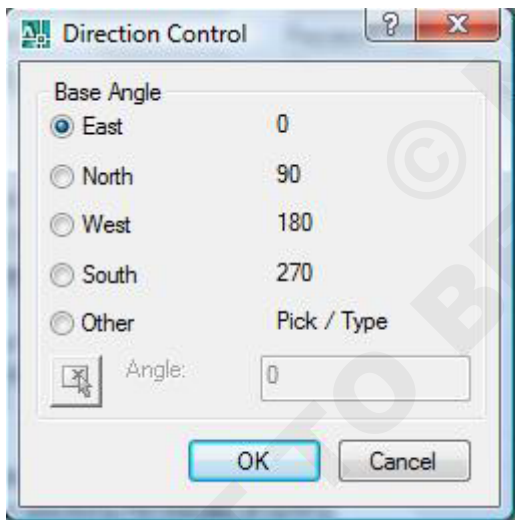 Direction Control
Base Angle
East 0
North 90
West 180
South 270
Other Pick / Type
Angle: 0
OK Cancel